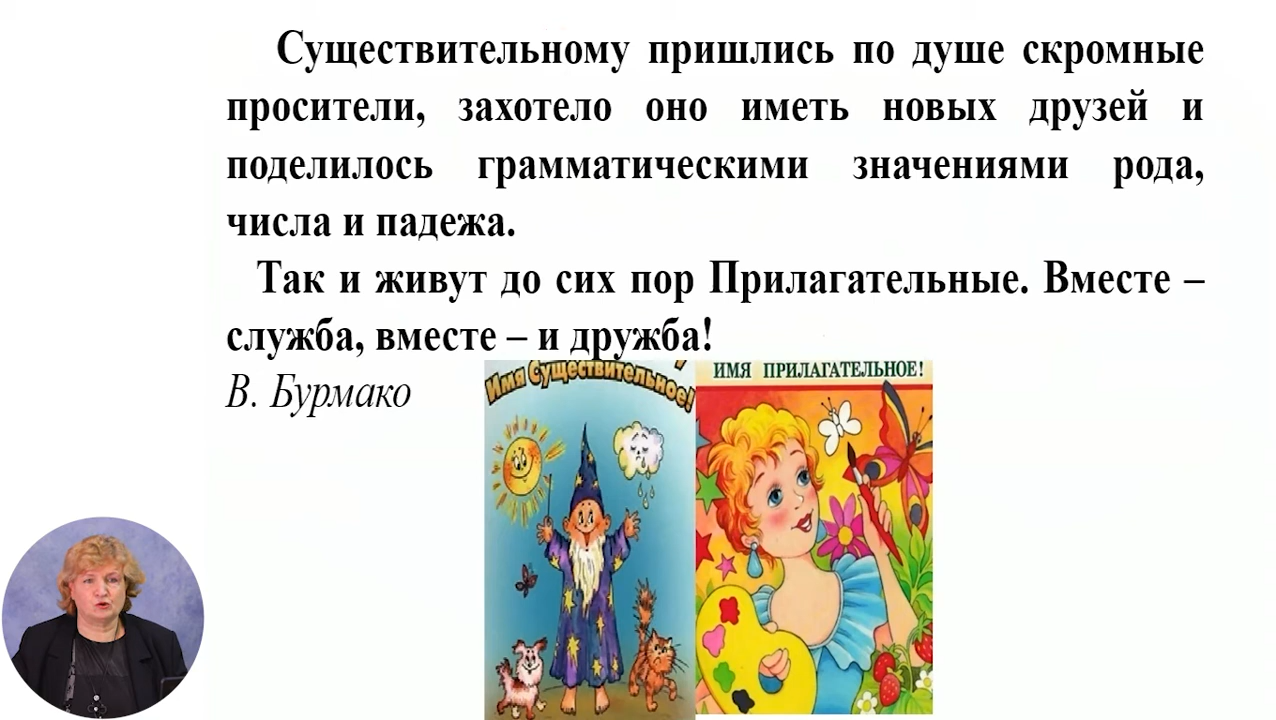 Существительному пришлись по душе скромные
просители, захотело оно иметь новых друзей и
поделилось грамматическими значениями рода,
числа и падежа.
Так и живут до сих пор Прилагательные. Вместе –
служба, вместе – и дружба!
В. Бурмако
Имя Существительное!
ИМЯ ПРИЛАГАТЕЛЬНОЕ!